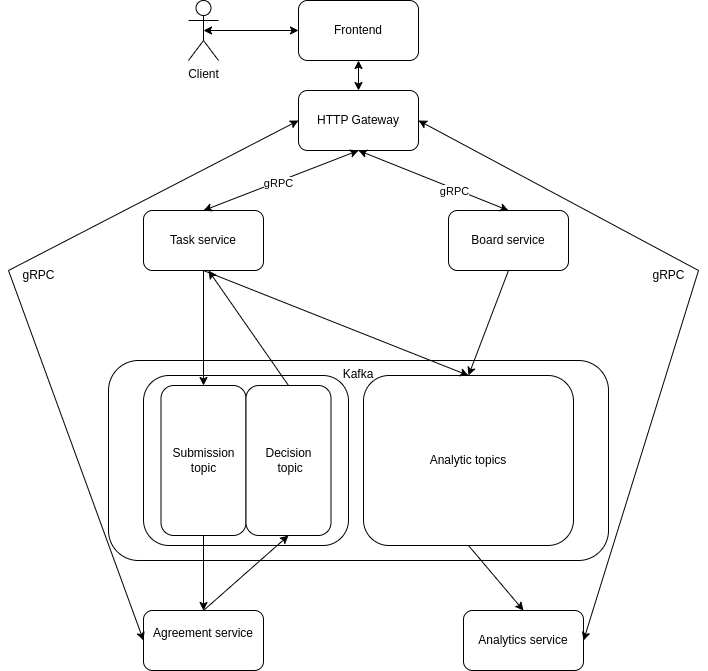 Frontend
Client
HTTP Gateway
gRPC
gRPC
Task service
Board service
gRPC
gRPC
Kafka
Submission
topic
Decision
topic
Analytic topics
Agreement service
Analytics service